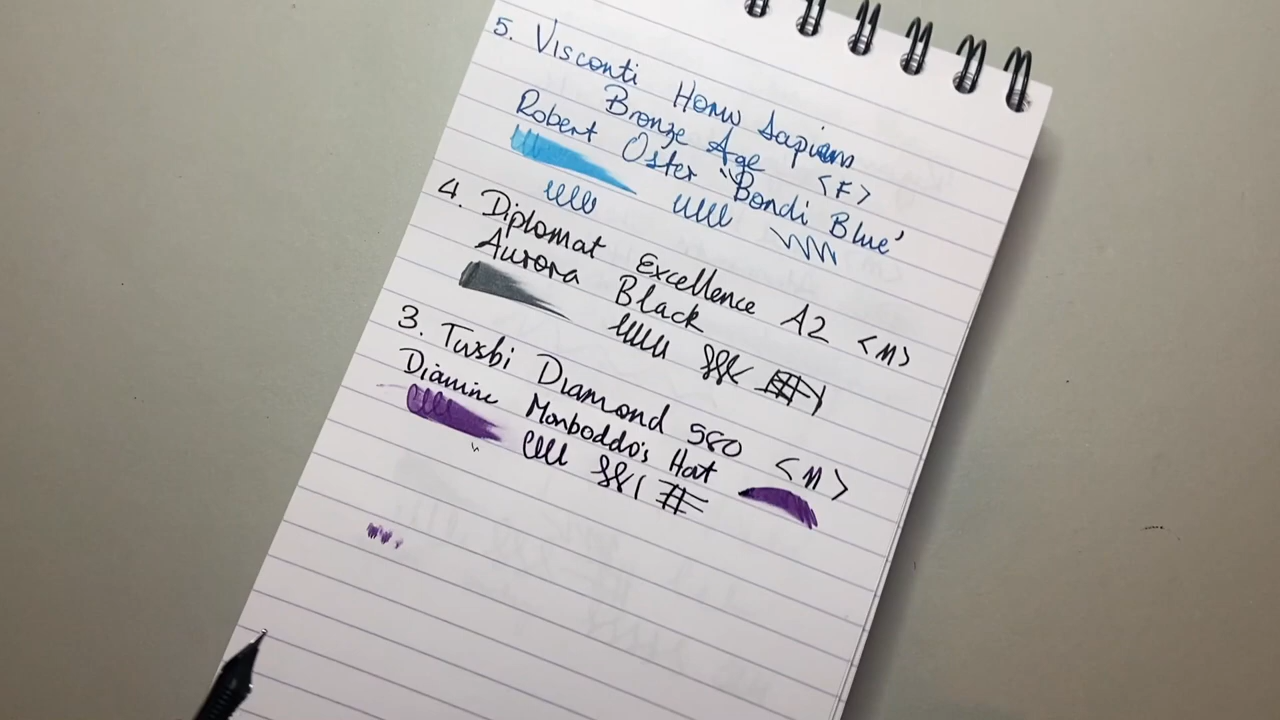 5. Visconti Homo Sapiens
Bronze Age <F>
Robert Oster 'Bondi Blue'
4. Diplomat Excellence A2 <M>
Aurora Black
3. Twsbi Diamond 580 <M>
Diamine Monboddo's Hat